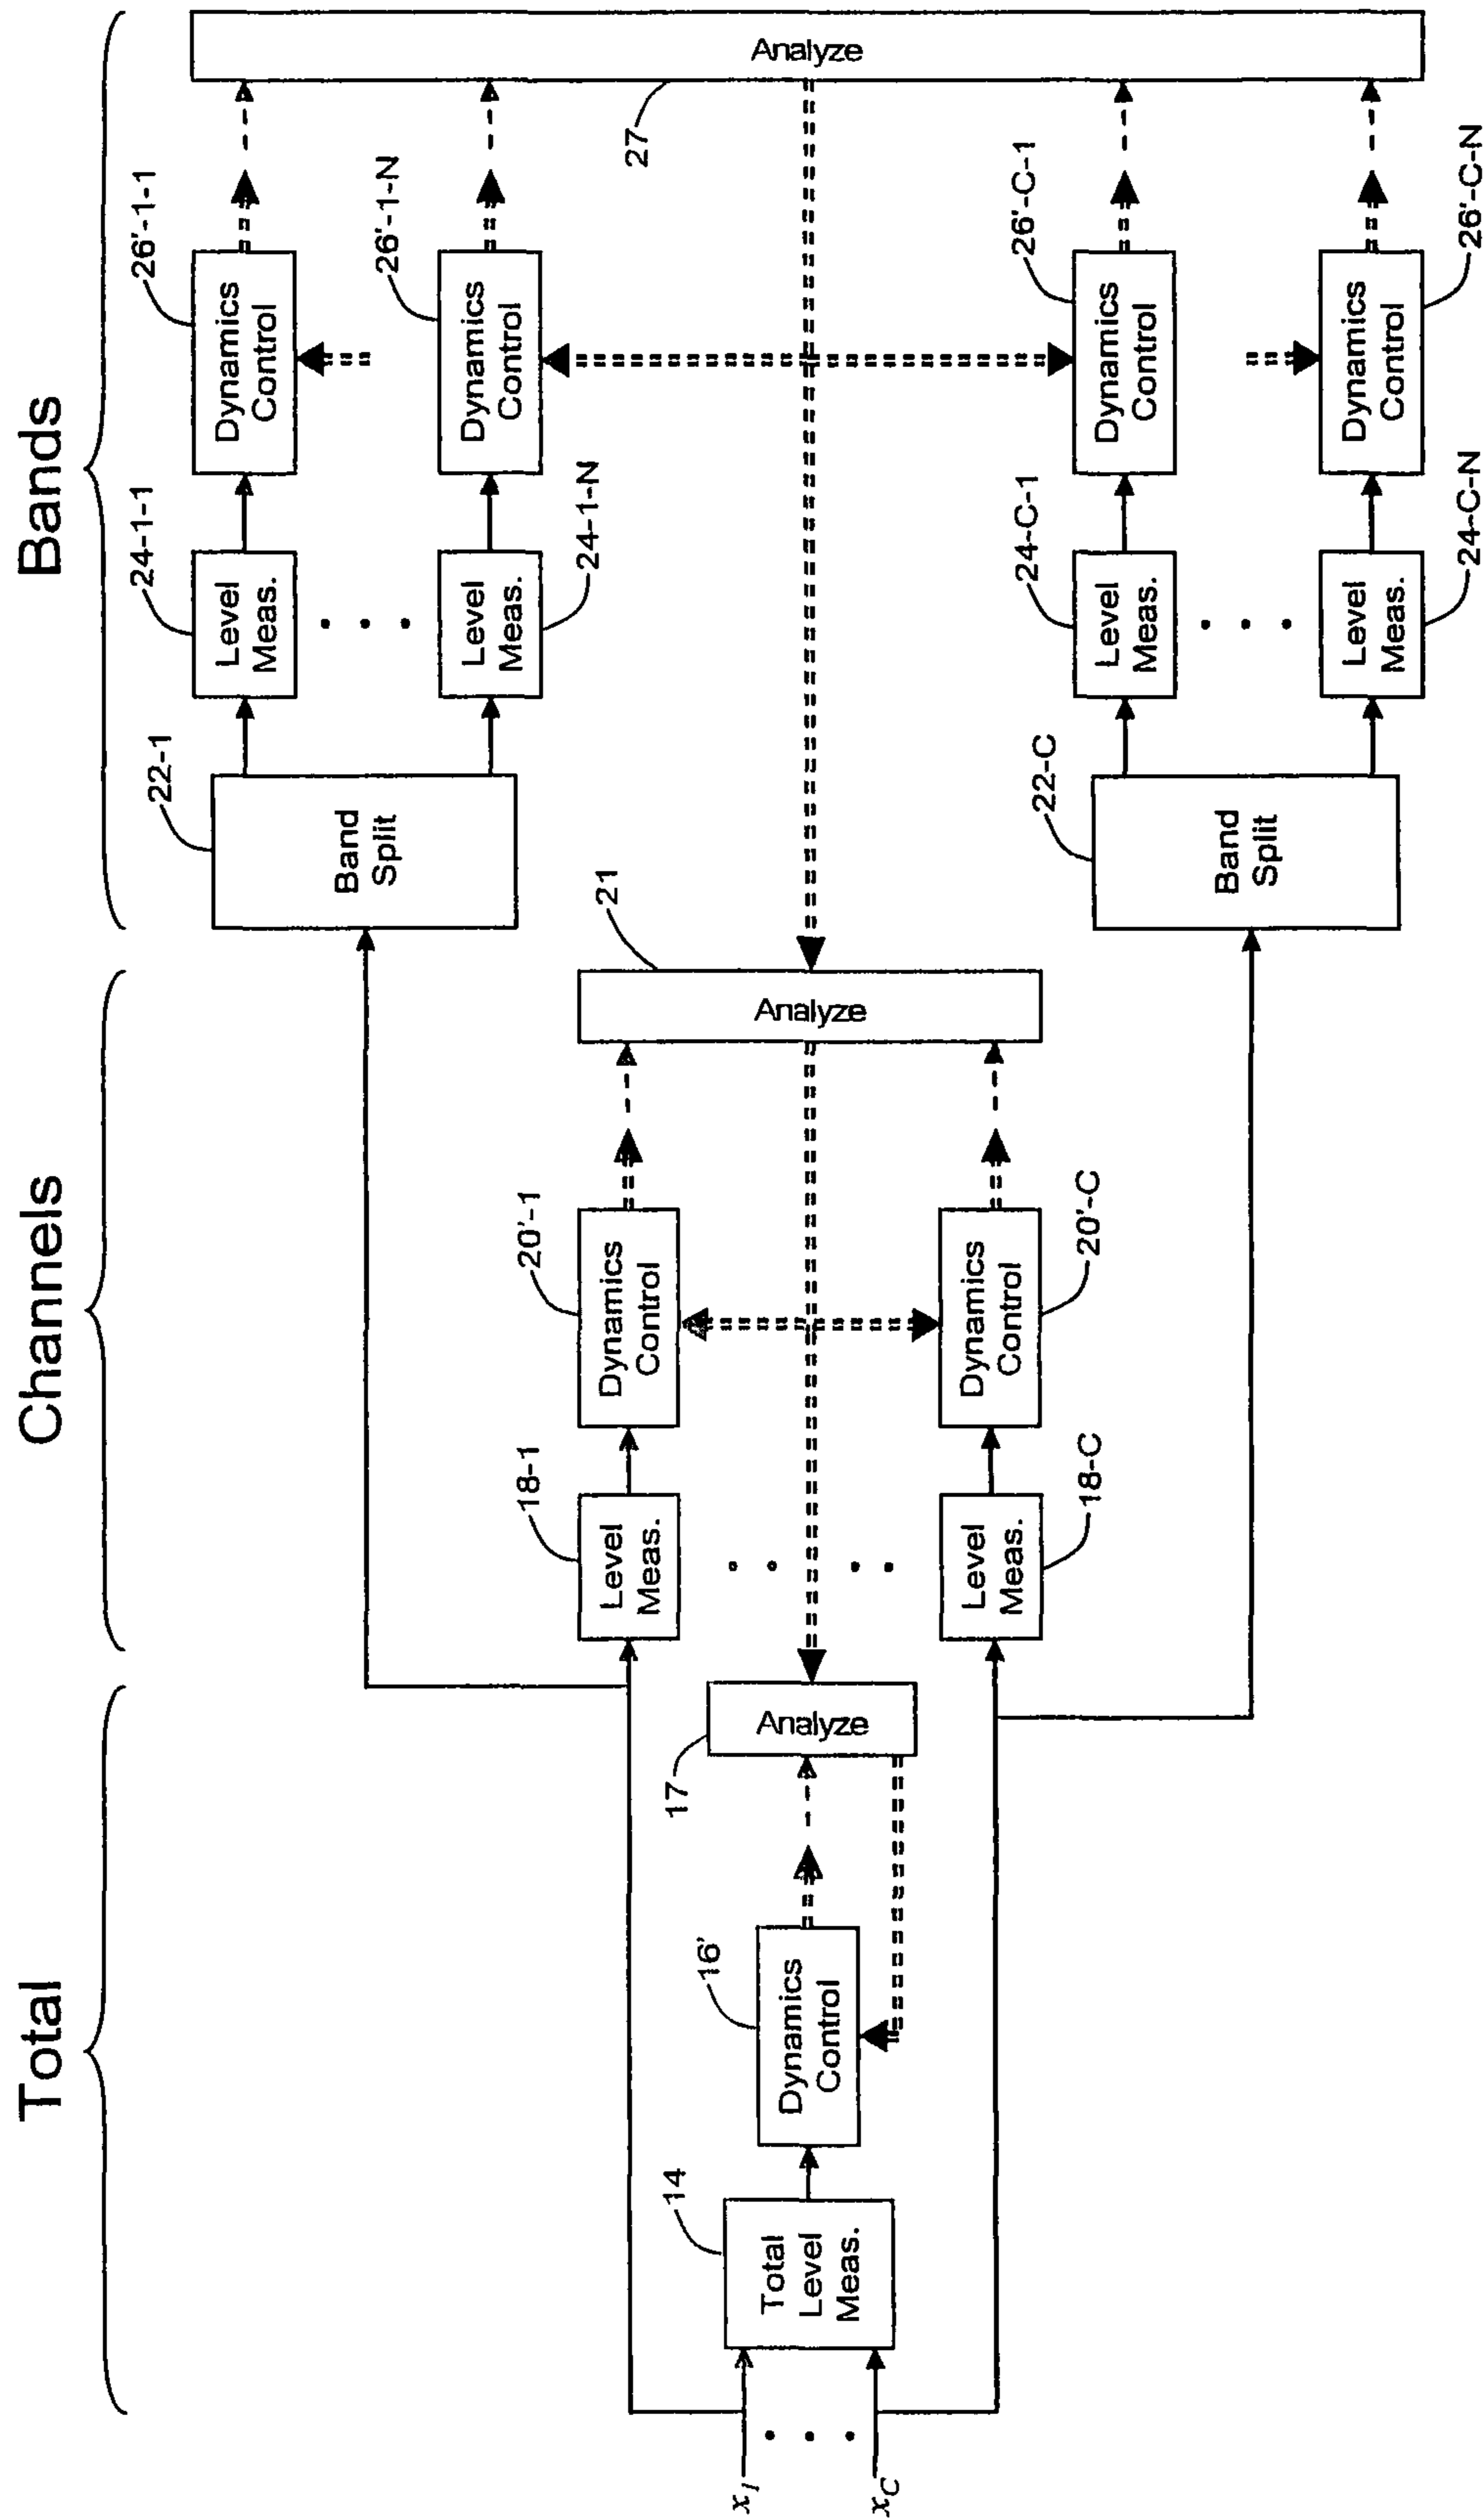 Total
Channels
Bands
x1
xC
14
Total
Level
Meas.
16'
Dynamics
Control
17
Analyze
18-1
Level
Meas.
20'-1
Dynamics
Control
18-C
Level
Meas.
20'-C
Dynamics
Control
21
Analyze
22-1
Band
Split
24-1-1
Level
Meas.
26'-1-1
Dynamics
Control
24-1-N
Level
Meas.
26'-1-N
Dynamics
Control
22-C
Band
Split
24-C-1
Level
Meas.
26'-C-1
Dynamics
Control
24-C-N
Level
Meas.
26'-C-N
Dynamics
Control
27
Analyze